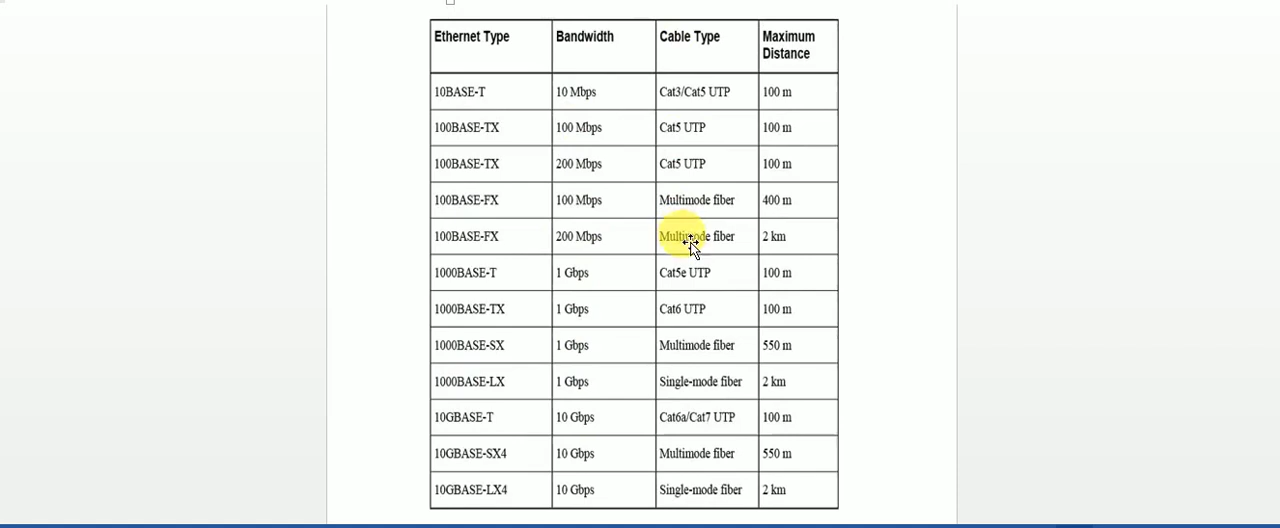 Ethernet Type Bandwidth Cable Type Maximum Distance
10BASE-T 10 Mbps Cat3/Cat5 UTP 100 m
100BASE-TX 100 Mbps Cat5 UTP 100 m
100BASE-TX 200 Mbps Cat5 UTP 100 m
100BASE-FX 100 Mbps Multimode fiber 400 m
100BASE-FX 200 Mbps Multimode fiber 2 km
1000BASE-T 1 Gbps Cat5e UTP 100 m
1000BASE-TX 1 Gbps Cat6 UTP 100 m
1000BASE-SX 1 Gbps Multimode fiber 550 m
1000BASE-LX 1 Gbps Single-mode fiber 2 km
10GBASE-T 10 Gbps Cat6a/Cat7 UTP 100 m
10GBASE-SX4 10 Gbps Multimode fiber 550 m
10GBASE-LX4 10 Gbps Single-mode fiber 2 km